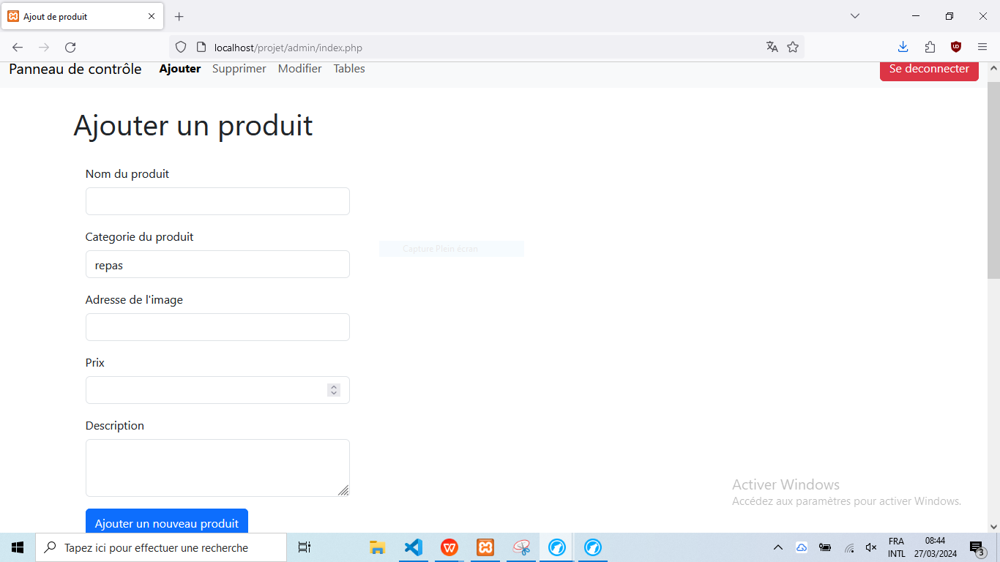 Ajout de produit
localhost/projet/admin/index.php
Panneau de contrôle Ajouter Supprimer Modifier Tables Se deconnecter
Ajouter un produit
Nom du produit
Categorie du produit
repas
Capture Plein écran
Adresse de l'image
Prix
Description
Activer Windows
Accédez aux paramètres pour activer Windows.
Ajouter un nouveau produit
Tapez ici pour effectuer une recherche
FRA
INTL
08:44
27/03/2024
3